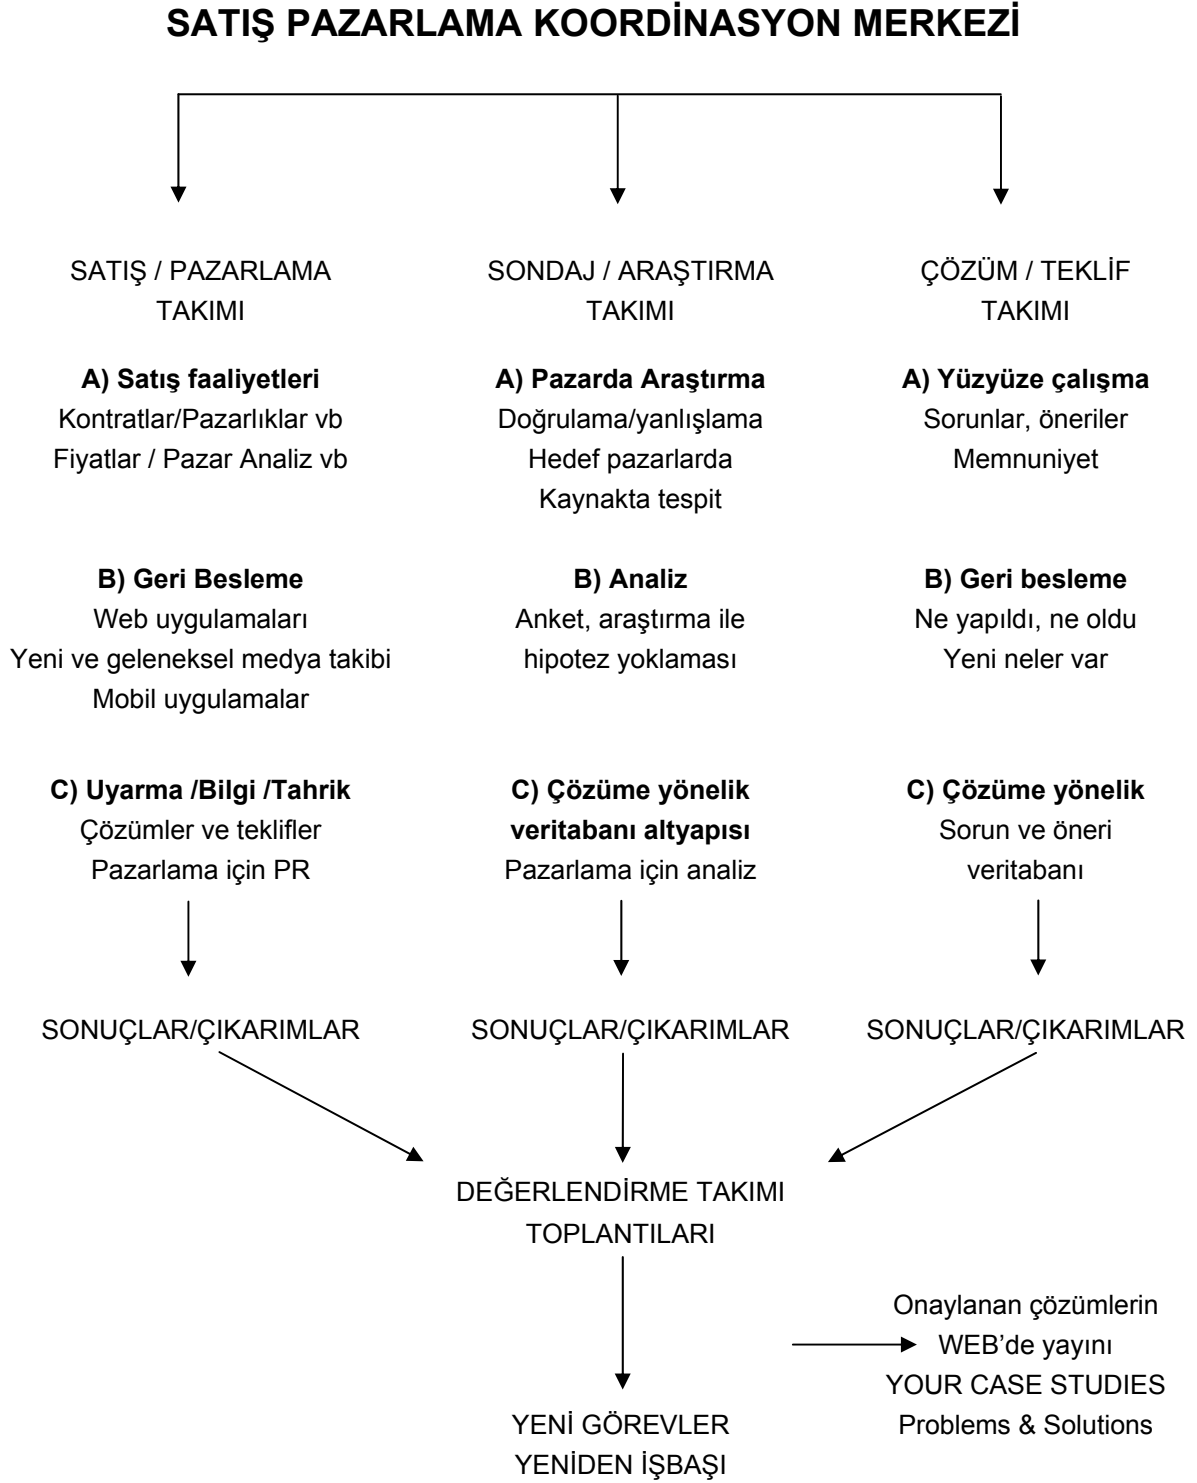 SATIŞ PAZARLAMA KOORDİNASYON MERKEZİ
SATIŞ / PAZARLAMA
TAKIMI
A) Satış faaliyetleri
Kontratlar/Pazarlıklar vb
Fiyatlar / Pazar Analiz vb
B) Geri Besleme
Web uygulamaları
Yeni ve geleneksel medya takibi
Mobil uygulamalar
C) Uyarma /Bilgi /Tahrik
Çözümler ve teklifler
Pazarlama için PR
SONUÇLAR/ÇIKARIMLAR
SONDAJ / ARAŞTIRMA
TAKIMI
A) Pazarda Araştırma
Doğrulama/yanlışlama
Hedef pazarlarda
Kaynakta tespit
B) Analiz
Anket, araştırma ile
hipotez yoklaması
C) Çözüme yönelik
veritabanı altyapısı
Pazarlama için analiz
SONUÇLAR/ÇIKARIMLAR
ÇÖZÜM / TEKLİF
TAKIMI
A) Yüzyüze çalışma
Sorunlar, öneriler
Memnuniyet
B) Geri besleme
Ne yapıldı, ne oldu
Yeni neler var
C) Çözüme yönelik
Sorun ve öneri
veritabanı
SONUÇLAR/ÇIKARIMLAR
DEĞERLENDİRME TAKIMI
TOPLANTILARI
Onaylanan çözümlerin
WEB’de yayını
YOUR CASE STUDIES
Problems & Solutions
YENİ GÖREVLER
YENİDEN İŞBAŞI